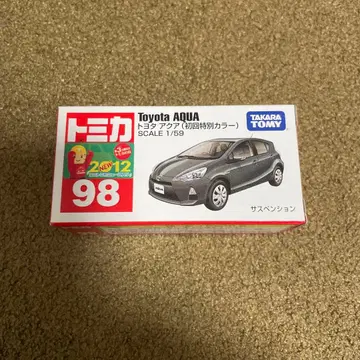 トミカ
2012
NEW
98
Toyota AQUA
トヨタ アクア(初回特別カラー)
SCALE 1/59
TAKARA
TOMY
サスペンション